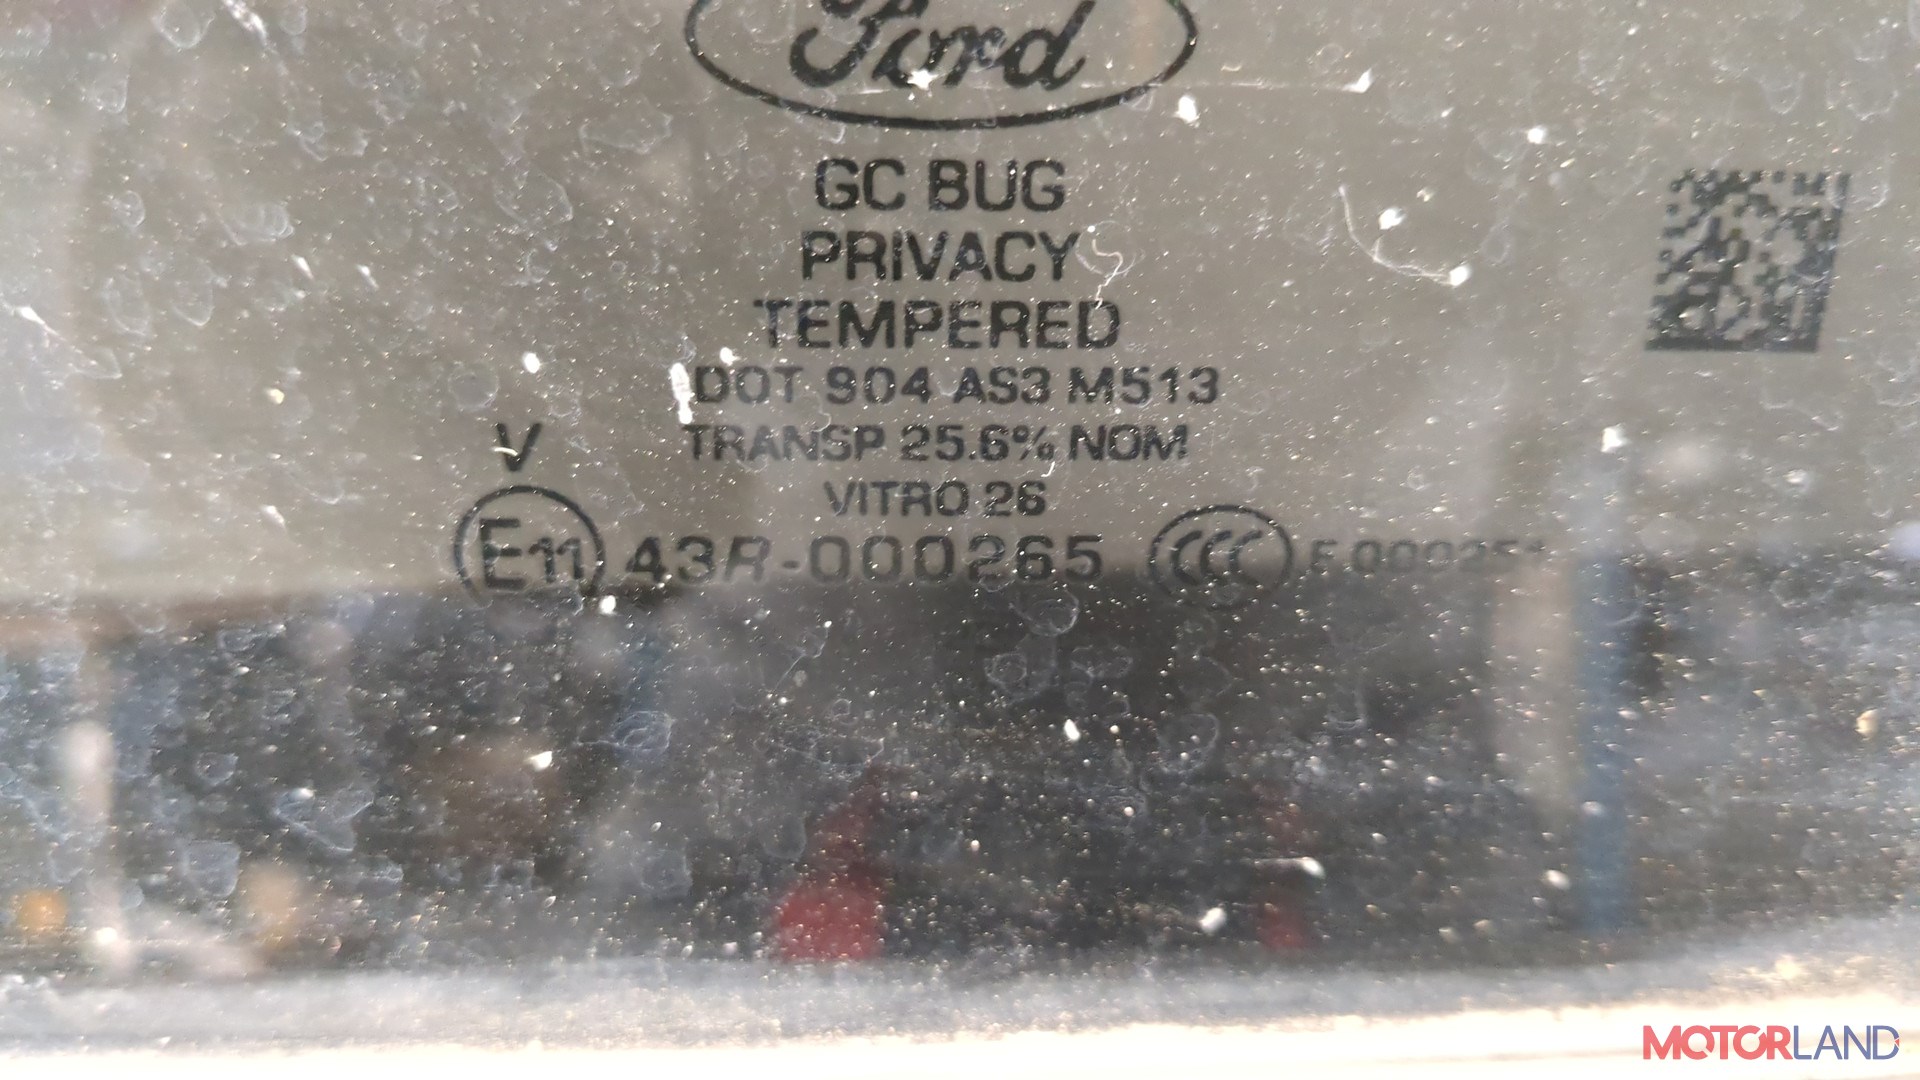 Ford
GC BUG
PRIVACY
TEMPERED
DOT 904 AS3 M513
V
TRANSP 25.6% NOM
VITRO 26
E11 43R-000265 CCC
MOTORLAND